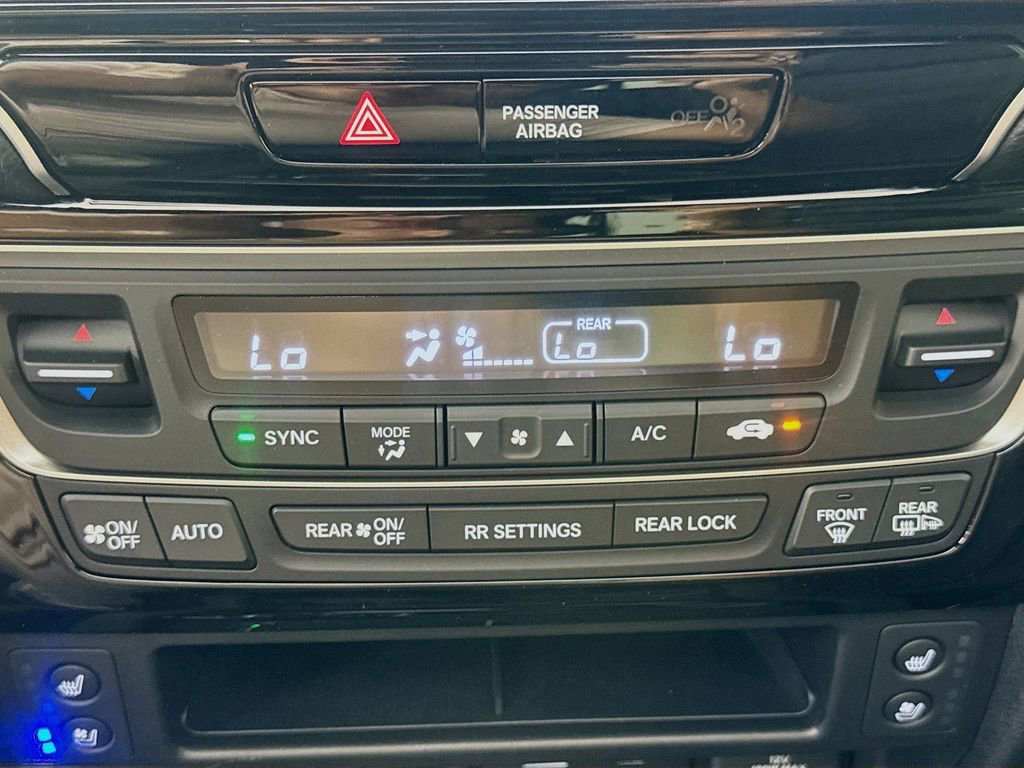 PASSENGER
AIRBAG
OFF
2
REAR
Lo
Lo
Lo
SYNC
MODE
A/C
ON/
OFF
AUTO
REAR ON/
OFF
RR SETTINGS
REAR LOCK
FRONT
REAR